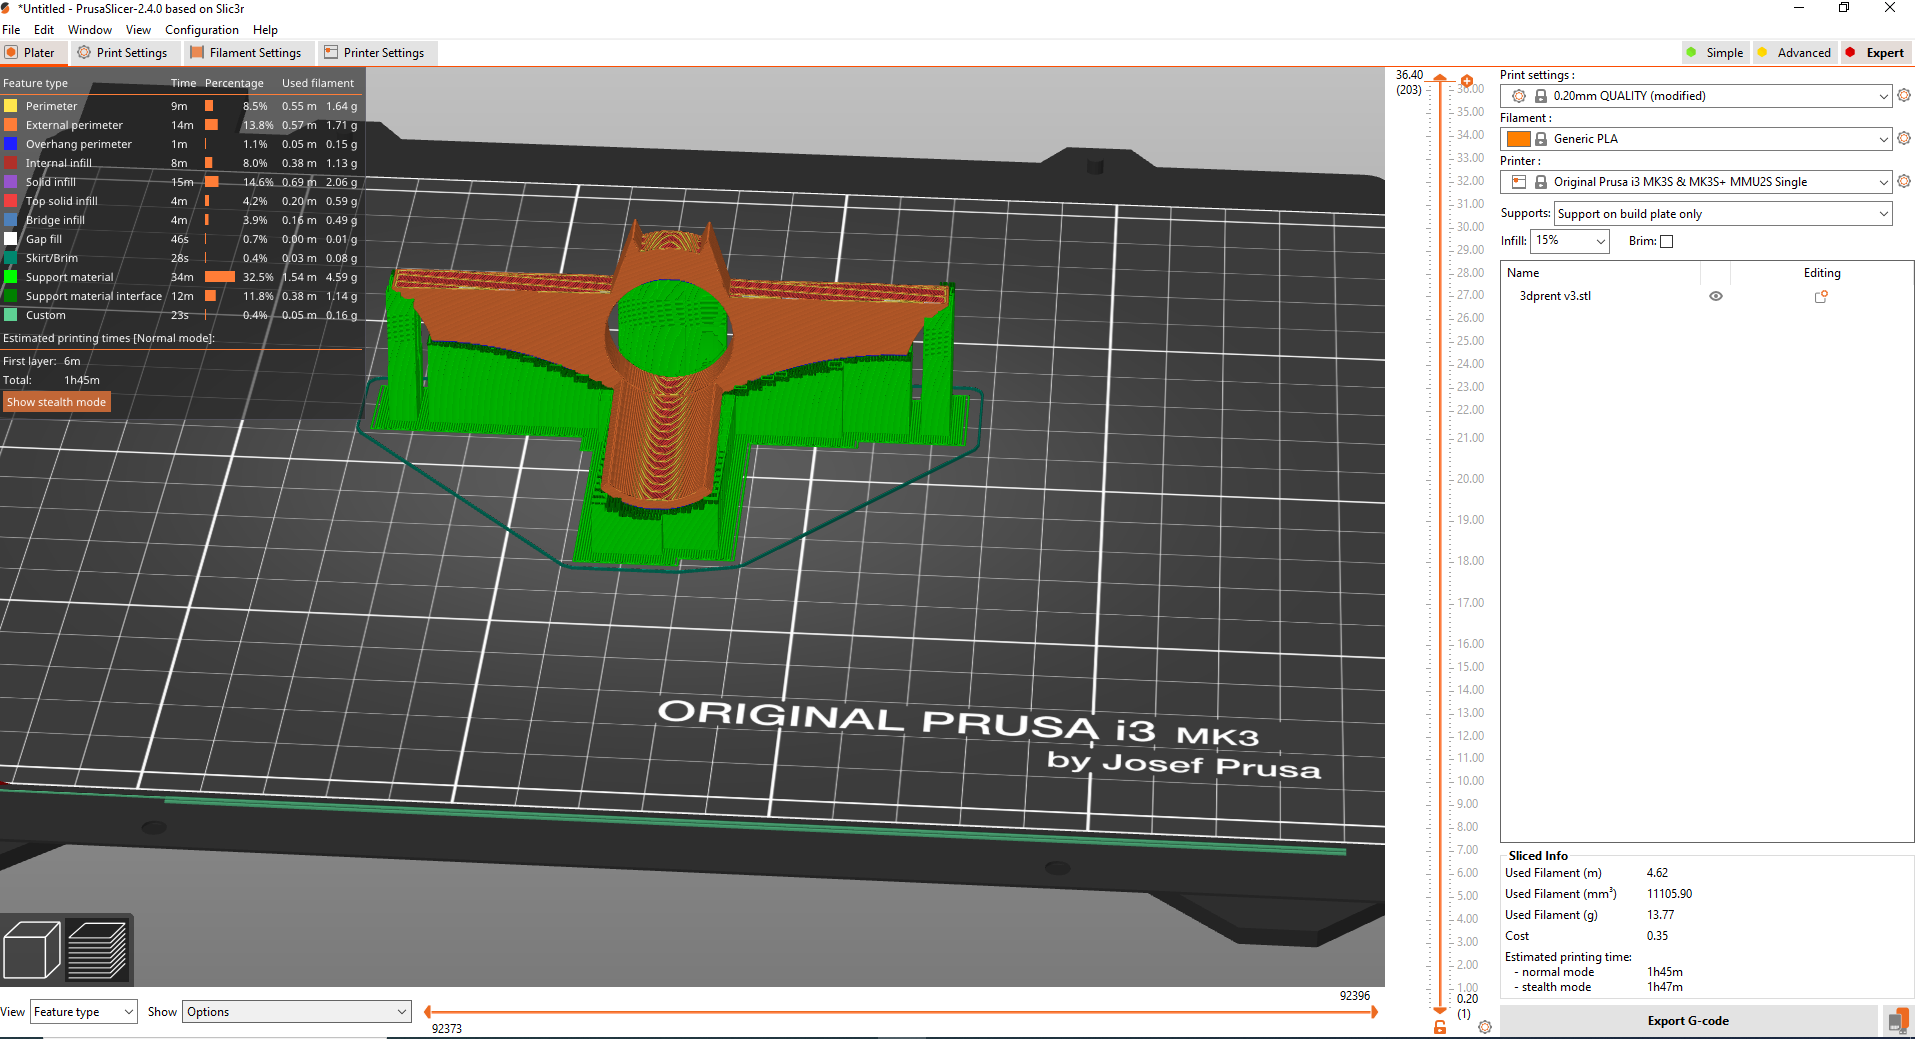 *Untitled - PrusaSlicer-2.4.0 based on Slic3r
File Edit Window View Configuration Help
Plater Print Settings Filament Settings Printer Settings Simple Advanced Expert
Feature type Time Percentage Used filament
Perimeter 9m 8.5% 0.55 m 1.64 g
External perimeter 14m 13.8% 0.57 m 1.71 g
Overhang perimeter 1m 1.1% 0.05 m 0.15 g
Internal infill 8m 8.0% 0.38 m 1.13 g
Solid infill 15m 14.6% 0.69 m 2.06 g
Top solid infill 4m 4.2% 0.20 m 0.59 g
Bridge infill 4m 3.9% 0.16 m 0.49 g
Gap fill 46s 0.7% 0.00 m 0.01 g
Skirt/Brim 28s 0.4% 0.03 m 0.08 g
Support material 34m 32.5% 1.54 m 4.59 g
Support material interface 12m 11.8% 0.38 m 1.14 g
Custom 23s 0.4% 0.05 m 0.16 g
Estimated printing times [Normal mode]:
First layer: 6m
Total: 1h45m
Show stealth mode
ORIGINAL PRUSA i3 MK3
by Josef Prusa
View Feature type Show Options
92396
92373
36.40
(203)
36.00
35.00
34.00
33.00
32.00
31.00
30.00
29.00
28.00
27.00
26.00
25.00
24.00
23.00
22.00
21.00
20.00
19.00
18.00
17.00
16.00
15.00
14.00
13.00
12.00
11.00
10.00
9.00
8.00
7.00
6.00
5.00
4.00
3.00
2.00
1.00
0.20
(1)
Print settings :
0.20mm QUALITY (modified)
Filament :
Generic PLA
Printer :
Original Prusa i3 MK3S & MK3S+ MMU2S Single
Supports: Support on build plate only
Infill: 15% Brim:
Name Editing
3dprent v3.stl
Sliced Info
Used Filament (m) 4.62
Used Filament (mm³) 11105.90
Used Filament (g) 13.77
Cost 0.35
Estimated printing time:
- normal mode 1h45m
- stealth mode 1h47m
Export G-code